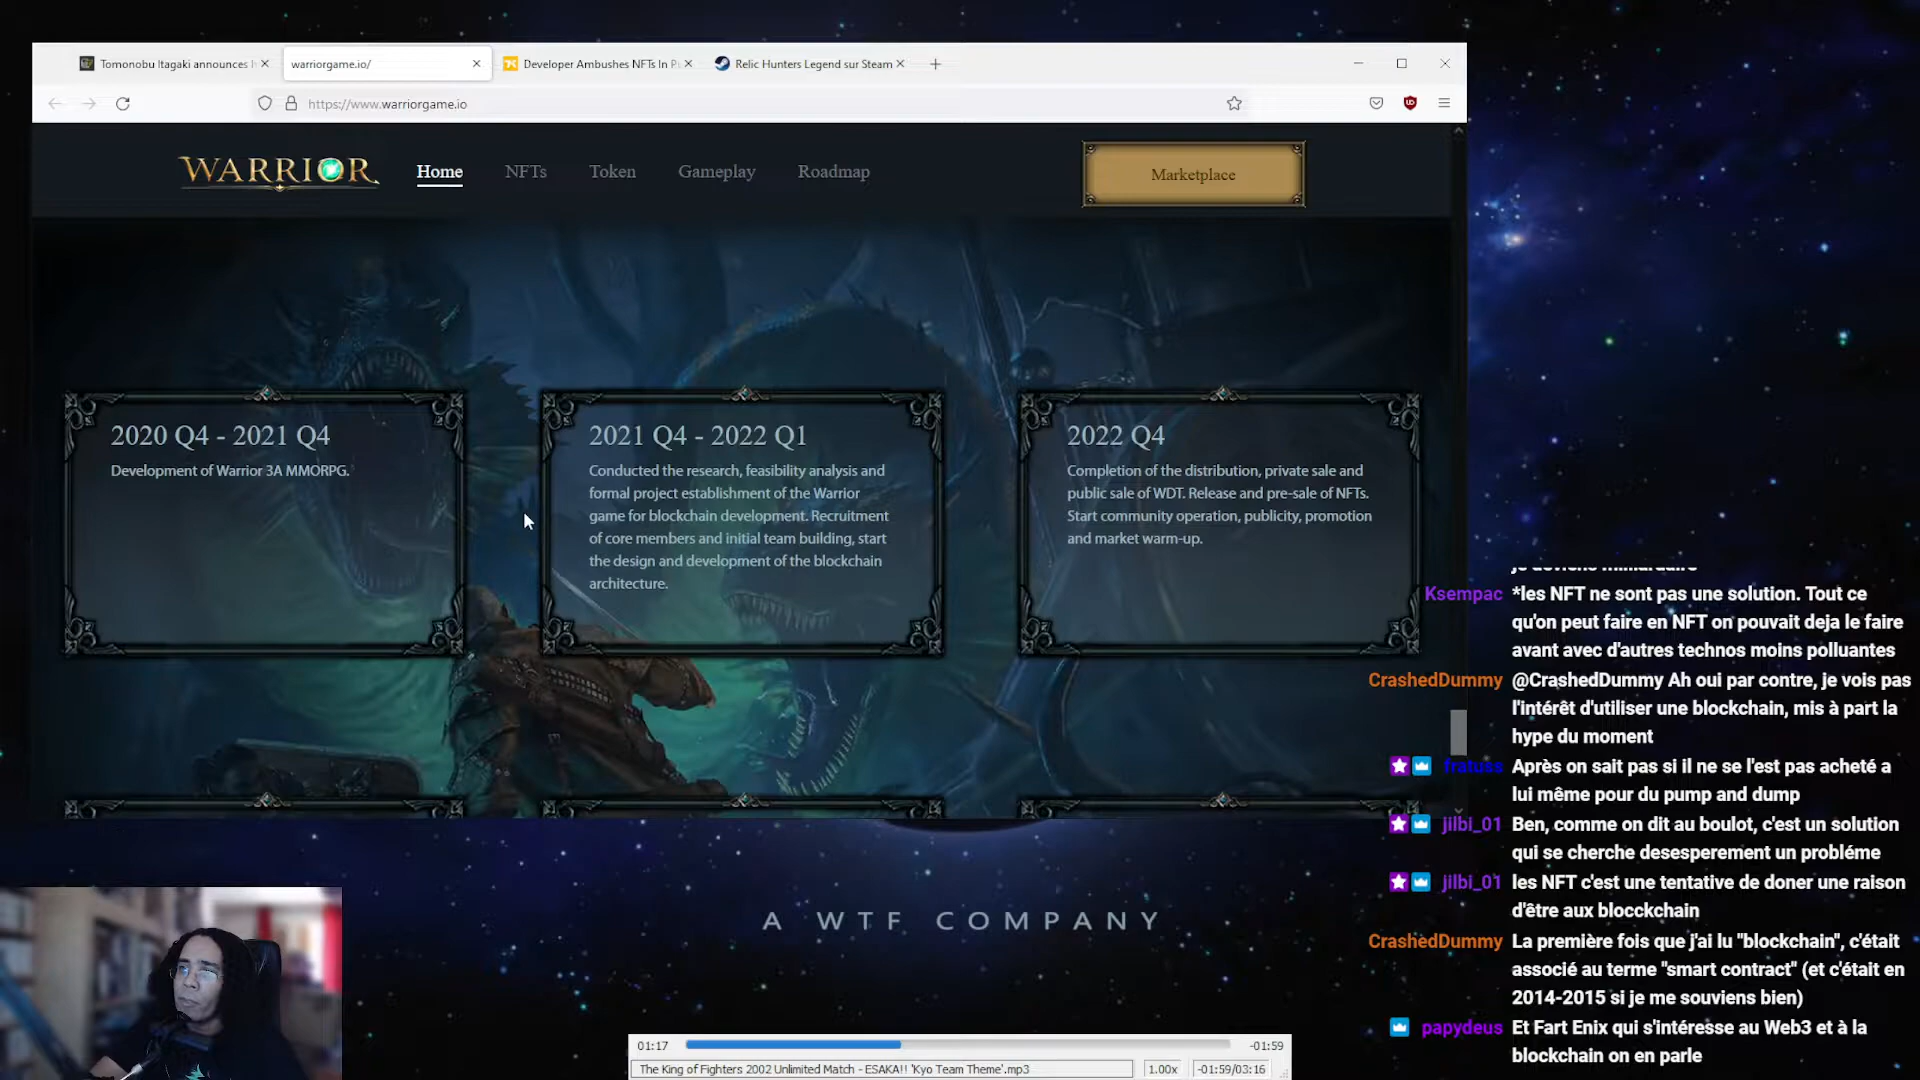 Tomonobu Itagaki announces
warriorgame.io/
Developer Ambushes NFTs In
Relic Hunters Legend sur Steam
https://www.warriorgame.io
WARRIOR
Home
NFTs
Token
Gameplay
Roadmap
Marketplace
2020 Q4 - 2021 Q4
Development of Warrior 3A MMORPG.
2021 Q4 - 2022 Q1
Conducted the research, feasibility analysis and
formal project establishment of the Warrior
game for blockchain development. Recruitment
of core members and initial team building, start
the design and development of the blockchain
architecture.
2022 Q4
Completion of the distribution, private sale and
public sale of WDT. Release and pre-sale of NFTs.
Start community operation, publicity, promotion
and market warm-up.
je deviens milliardaire
Ksempac *les NFT ne sont pas une solution. Tout ce
qu'on peut faire en NFT on pouvait deja le faire
avant avec d'autres technos moins polluantes
CrashedDummy @CrashedDummy Ah oui par contre, je vois pas
l'intérêt d'utiliser une blockchain, mis à part la
hype du moment
fratuss Après on sait pas si il ne se l'est pas acheté a
lui même pour du pump and dump
jilbi_01 Ben, comme on dit au boulot, c'est un solution
qui se cherche desesperement un probléme
jilbi_01 les NFT c'est une tentative de doner une raison
d'être aux blocckchain
CrashedDummy La première fois que j'ai lu "blockchain", c'était
associé au terme "smart contract" (et c'était en
2014-2015 si je me souviens bien)
papydeus Et Fart Enix qui s'intéresse au Web3 et à la
blockchain on en parle
A WTF COMPANY
01:17
-01:59
The King of Fighters 2002 Unlimited Match - ESAKA!! 'Kyo Team Theme'.mp3
1.00x
-01:59/03:16